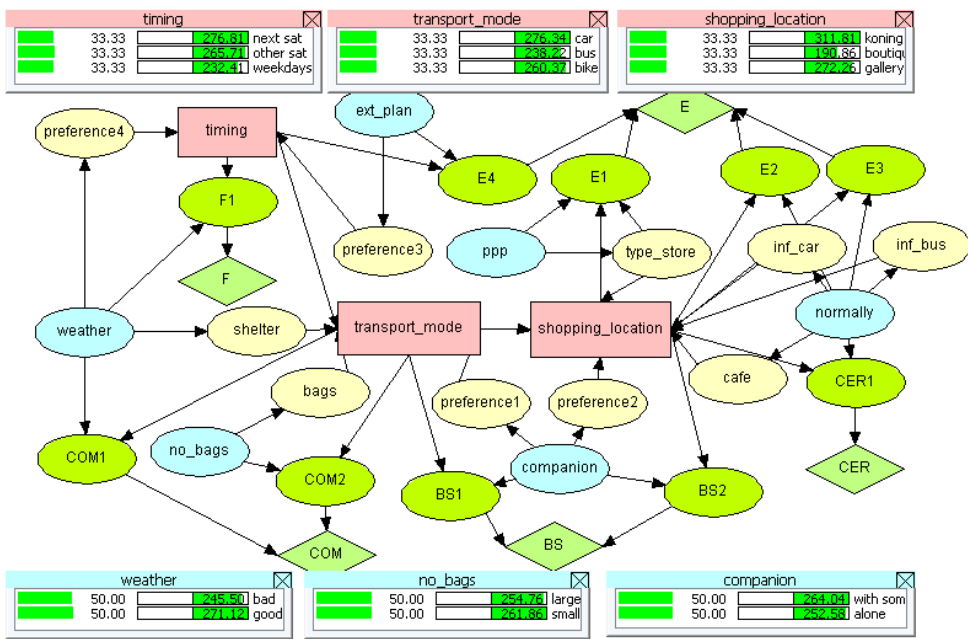 timing
33.33 276.81 next sat
33.33 265.71 other sat
33.33 232.41 weekdays
transport_mode
33.33 276.34 car
33.33 238.22 bus
33.33 260.37 bike
shopping_location
33.33 311.81 koning
33.33 190.86 boutiqu
33.33 272.26 gallery
ext_plan
E
preference4
timing
E4
E1
E2
E3
F1
preference3
ppp
type_store
inf_car
inf_bus
F
weather
shelter
transport_mode
shopping_location
normally
bags
preference1
preference2
cafe
CER1
COM1
no_bags
COM2
BS1
companion
BS2
CER
COM
BS
weather
50.00 245.50 bad
50.00 271.12 good
no_bags
50.00 254.76 large
50.00 261.86 small
companion
50.00 264.04 with som
50.00 252.58 alone